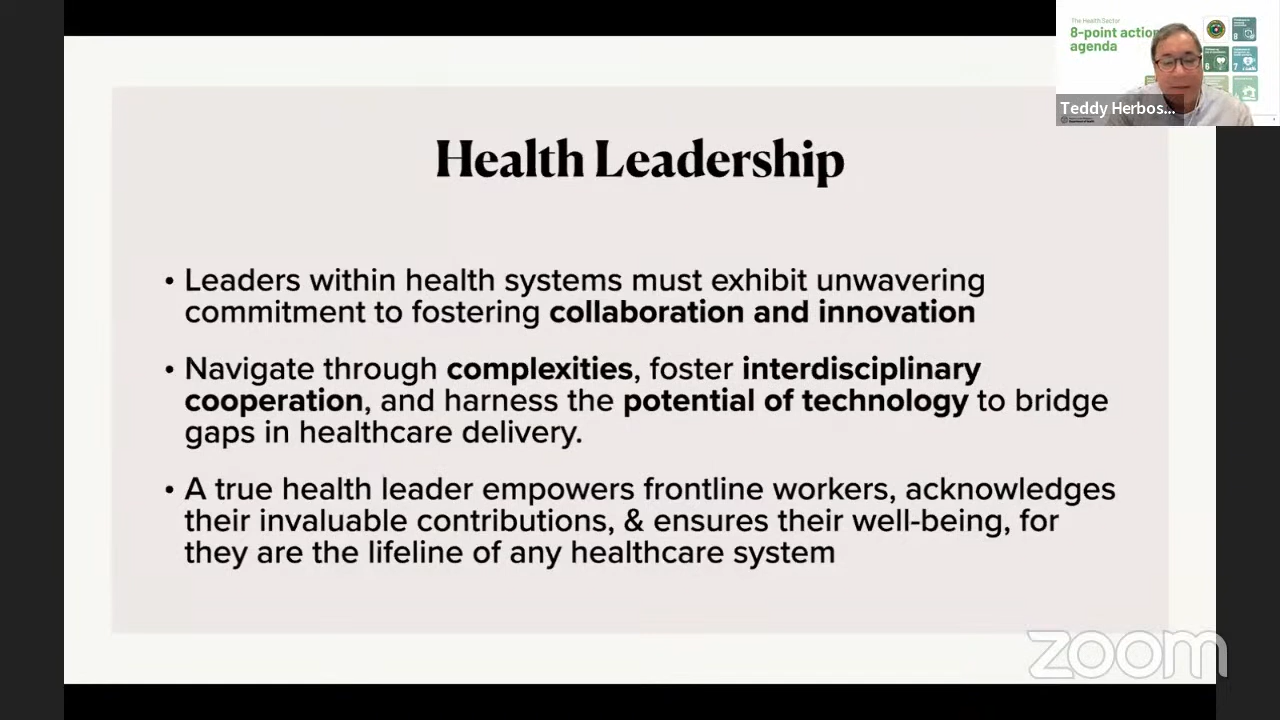 The Health Sector
8-point action
agenda
8
6
7
Teddy Herbos...
Health Leadership
• Leaders within health systems must exhibit unwavering
commitment to fostering collaboration and innovation
• Navigate through complexities, foster interdisciplinary
cooperation, and harness the potential of technology to bridge
gaps in healthcare delivery.
• A true health leader empowers frontline workers, acknowledges
their invaluable contributions, & ensures their well-being, for
they are the lifeline of any healthcare system
zoom